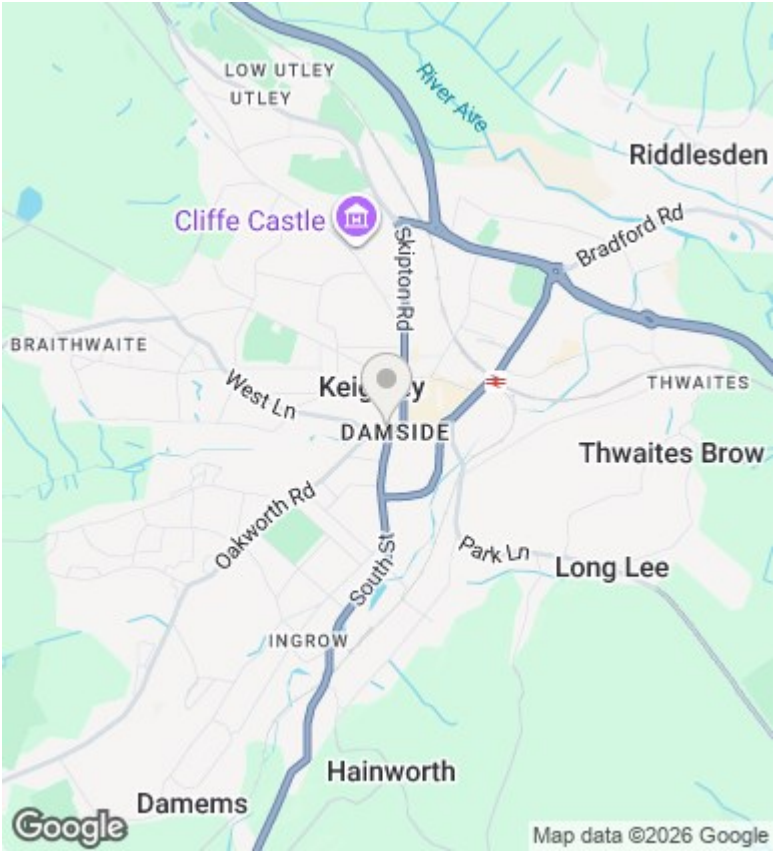 LOW UTLEY
UTLEY
River Aire
Riddlesden
Cliffe Castle
Skipton Rd
Bradford Rd
BRAITHWAITE
THWAITES
West Ln
DAMSIDE
Thwaites Brow
Oakworth Rd
Park Ln
Long Lee
South St
INGROW
Hainworth
Damems
Google
Map data ©2026 Google